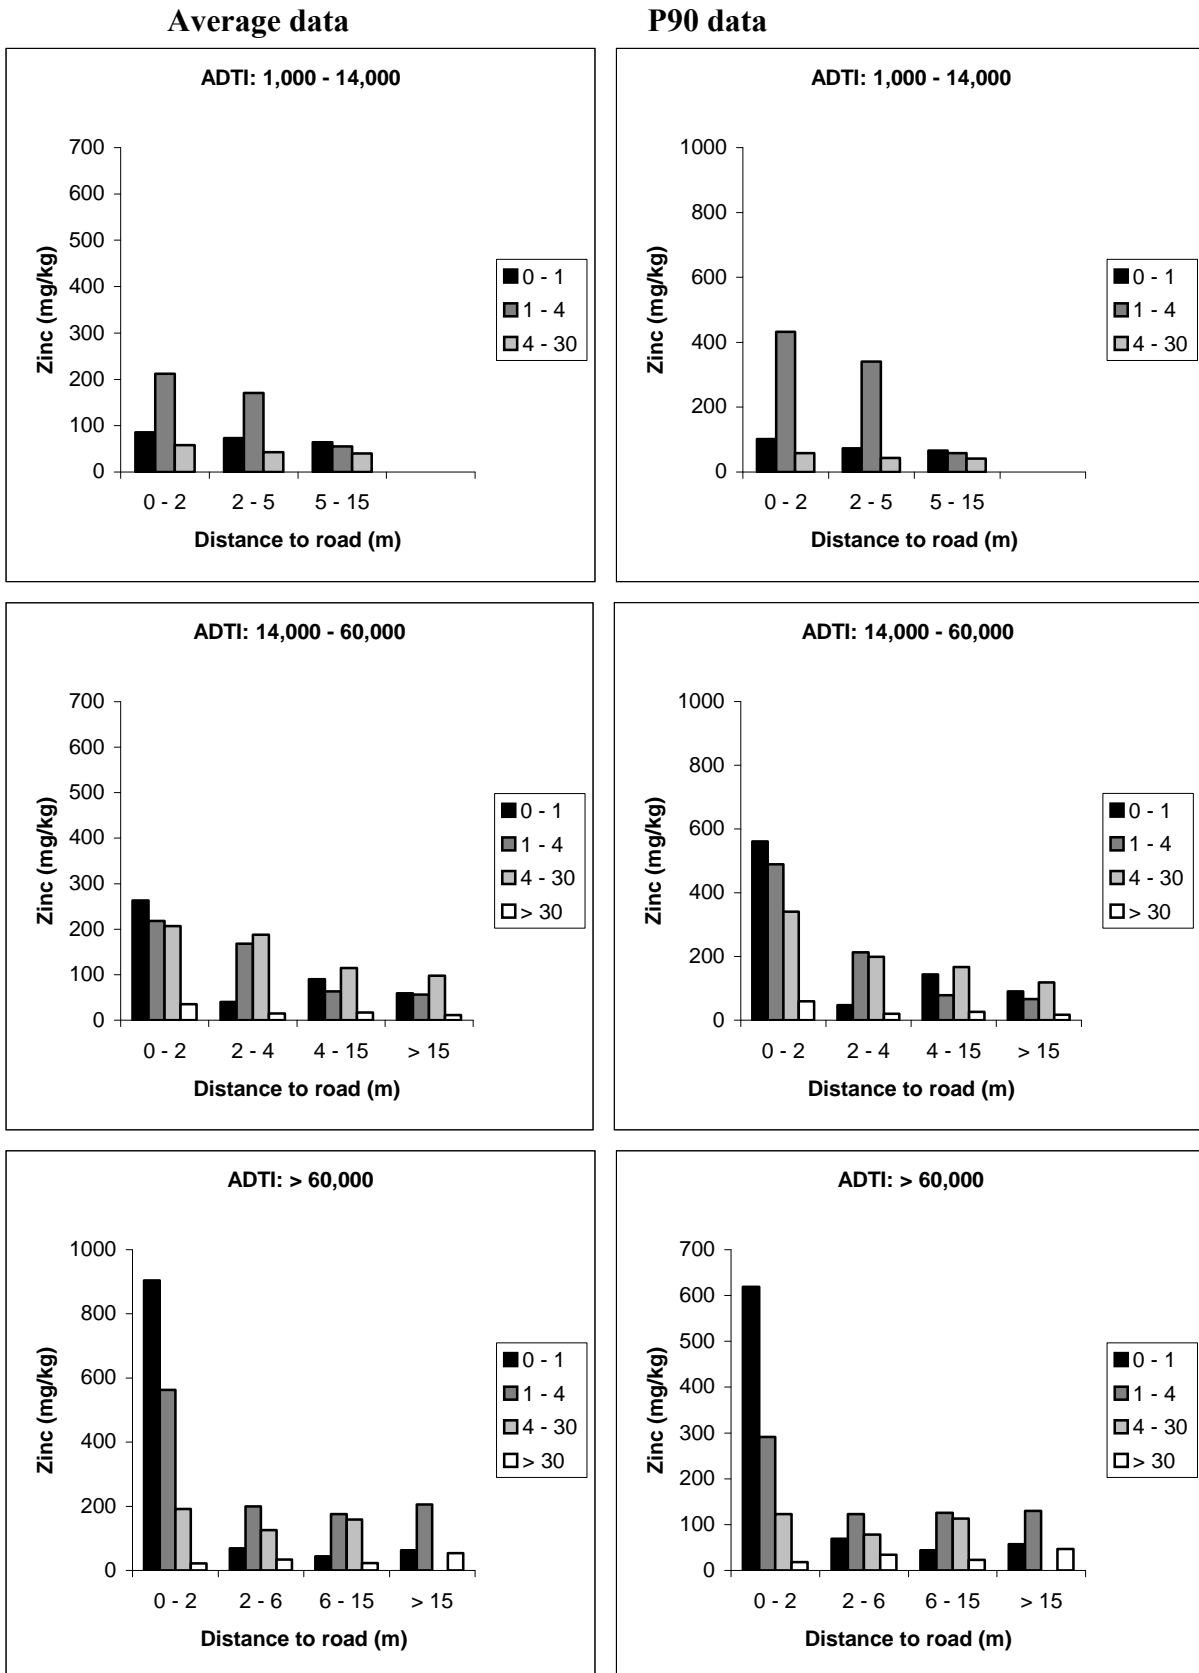 Average data
P90 data
ADTI: 1,000 - 14,000
700
600
500
400
300
200
100
0
Zinc (mg/kg)
0 - 2
2 - 5
5 - 15
Distance to road (m)
0 - 1
1 - 4
4 - 30
ADTI: 1,000 - 14,000
1000
800
600
400
200
0
Zinc (mg/kg)
0 - 2
2 - 5
5 - 15
Distance to road (m)
0 - 1
1 - 4
4 - 30
ADTI: 14,000 - 60,000
700
600
500
400
300
200
100
0
Zinc (mg/kg)
0 - 2
2 - 4
4 - 15
> 15
Distance to road (m)
0 - 1
1 - 4
4 - 30
> 30
ADTI: 14,000 - 60,000
1000
800
600
400
200
0
Zinc (mg/kg)
0 - 2
2 - 4
4 - 15
> 15
Distance to road (m)
0 - 1
1 - 4
4 - 30
> 30
ADTI: > 60,000
1000
800
600
400
200
0
Zinc (mg/kg)
0 - 2
2 - 6
6 - 15
> 15
Distance to road (m)
0 - 1
1 - 4
4 - 30
> 30
ADTI: > 60,000
700
600
500
400
300
200
100
0
Zinc (mg/kg)
0 - 2
2 - 6
6 - 15
> 15
Distance to road (m)
0 - 1
1 - 4
4 - 30
> 30